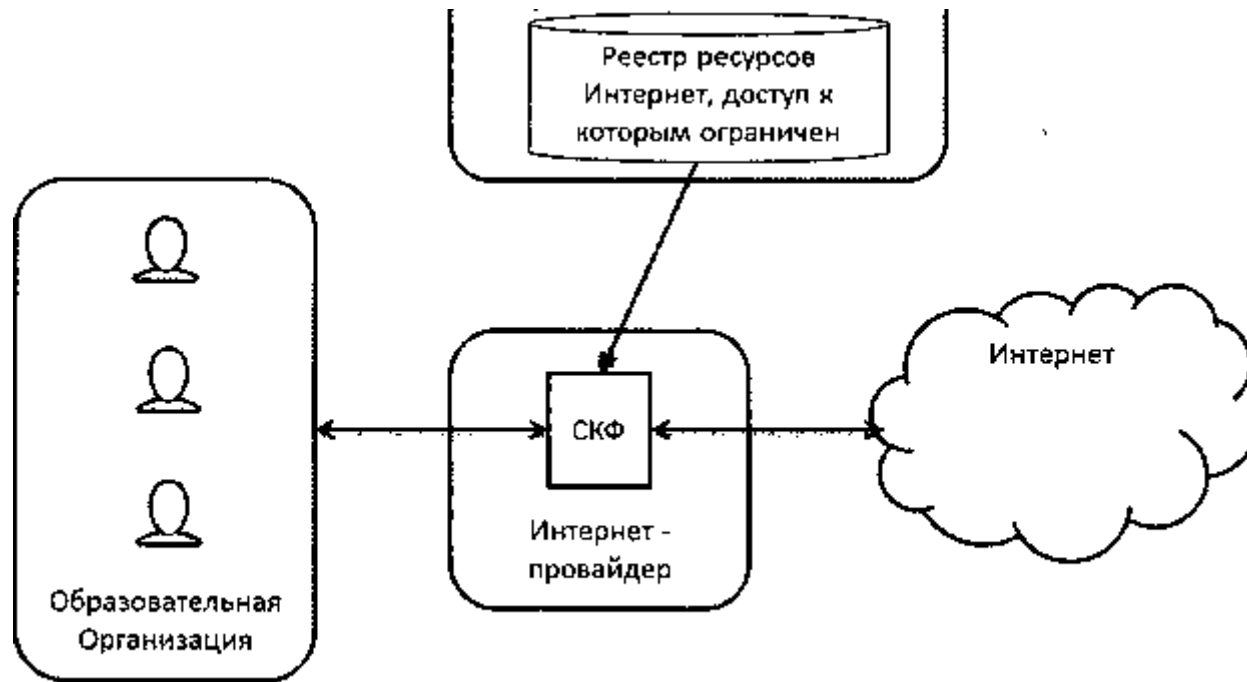 Реестр ресурсов
Интернет, доступ к
которым ограничен
Интернет
СКФ
Интернет -
провайдер
Образовательная
Организация